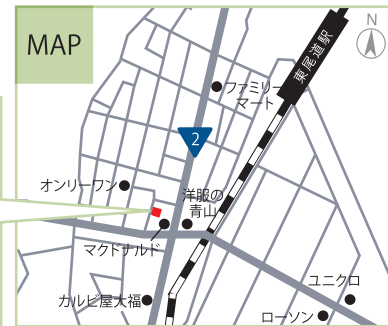 MAP
N
東尾道駅
ファミリー
マート
2
オンリーワン
洋服の
青山
マクドナルド
カルビ屋大福
ユニクロ
ローソン